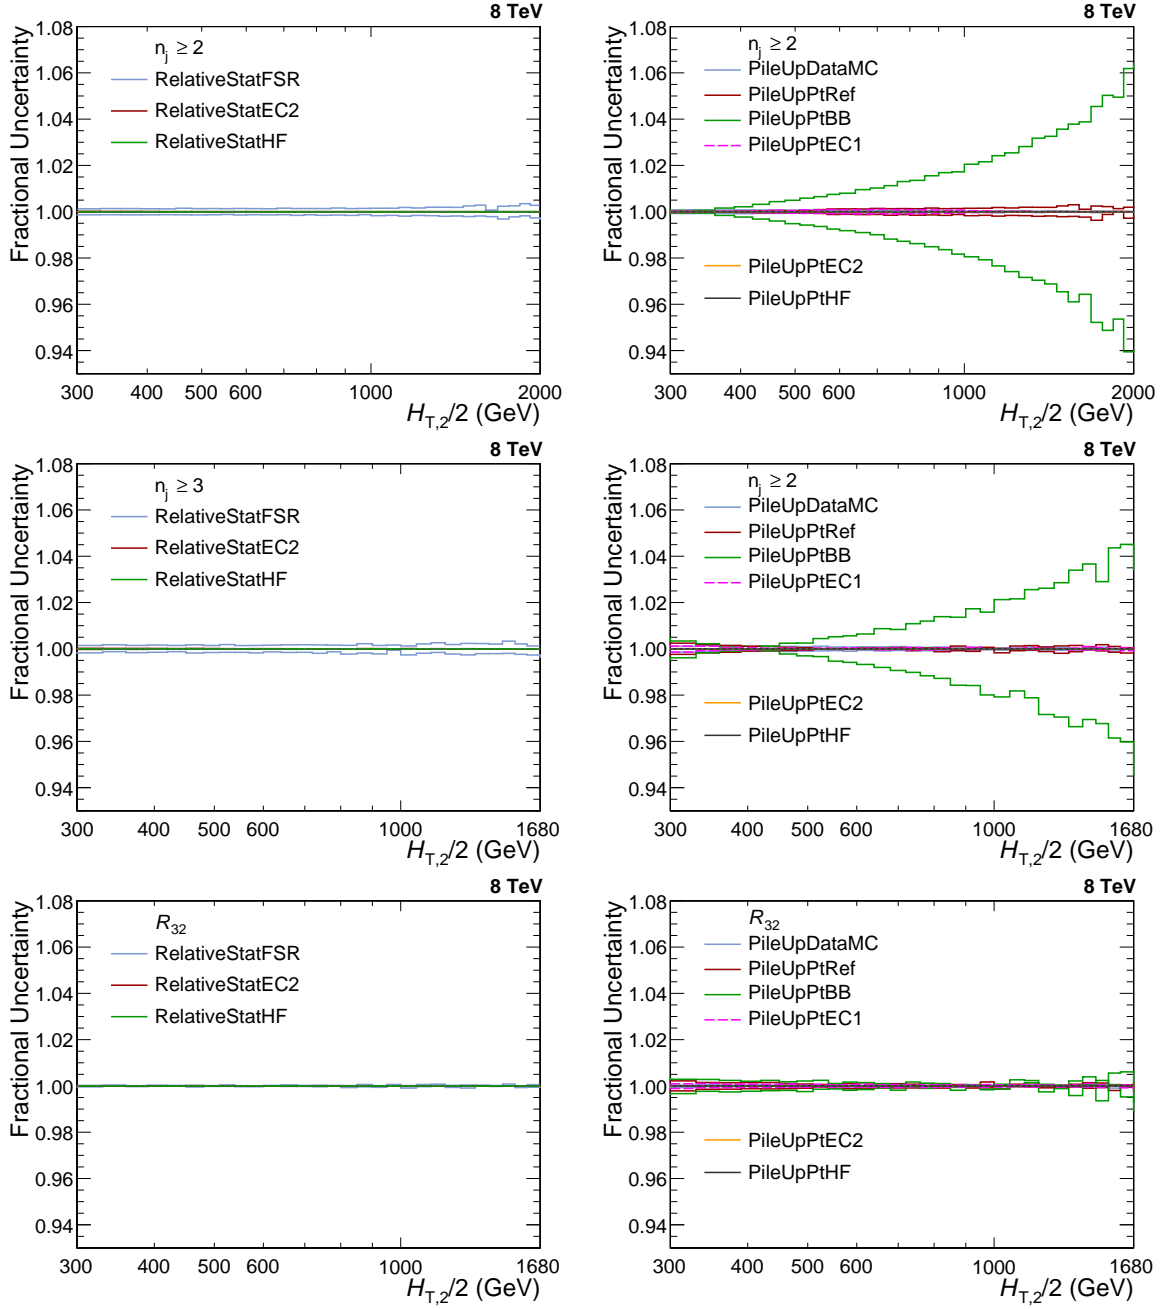 8 TeV
Fractional Uncertainty
1.08
1.06
1.04
1.02
1.00
0.98
0.96
0.94
n_j ≥ 2
RelativeStatFSR
RelativeStatEC2
RelativeStatHF
300 400 500 600 1000 2000
H_T,2/2 (GeV)
8 TeV
Fractional Uncertainty
1.08
1.06
1.04
1.02
1.00
0.98
0.96
0.94
n_j ≥ 2
PileUpDataMC
PileUpPtRef
PileUpPtBB
PileUpPtEC1
PileUpPtEC2
PileUpPtHF
300 400 500 600 1000 2000
H_T,2/2 (GeV)
8 TeV
Fractional Uncertainty
1.08
1.06
1.04
1.02
1.00
0.98
0.96
0.94
n_j ≥ 3
RelativeStatFSR
RelativeStatEC2
RelativeStatHF
300 400 500 600 1000 1680
H_T,2/2 (GeV)
8 TeV
Fractional Uncertainty
1.08
1.06
1.04
1.02
1.00
0.98
0.96
0.94
n_j ≥ 2
PileUpDataMC
PileUpPtRef
PileUpPtBB
PileUpPtEC1
PileUpPtEC2
PileUpPtHF
300 400 500 600 1000 1680
H_T,2/2 (GeV)
8 TeV
Fractional Uncertainty
1.08
1.06
1.04
1.02
1.00
0.98
0.96
0.94
R_32
RelativeStatFSR
RelativeStatEC2
RelativeStatHF
300 400 500 600 1000 1680
H_T,2/2 (GeV)
8 TeV
Fractional Uncertainty
1.08
1.06
1.04
1.02
1.00
0.98
0.96
0.94
R_32
PileUpDataMC
PileUpPtRef
PileUpPtBB
PileUpPtEC1
PileUpPtEC2
PileUpPtHF
300 400 500 600 1000 1680
H_T,2/2 (GeV)